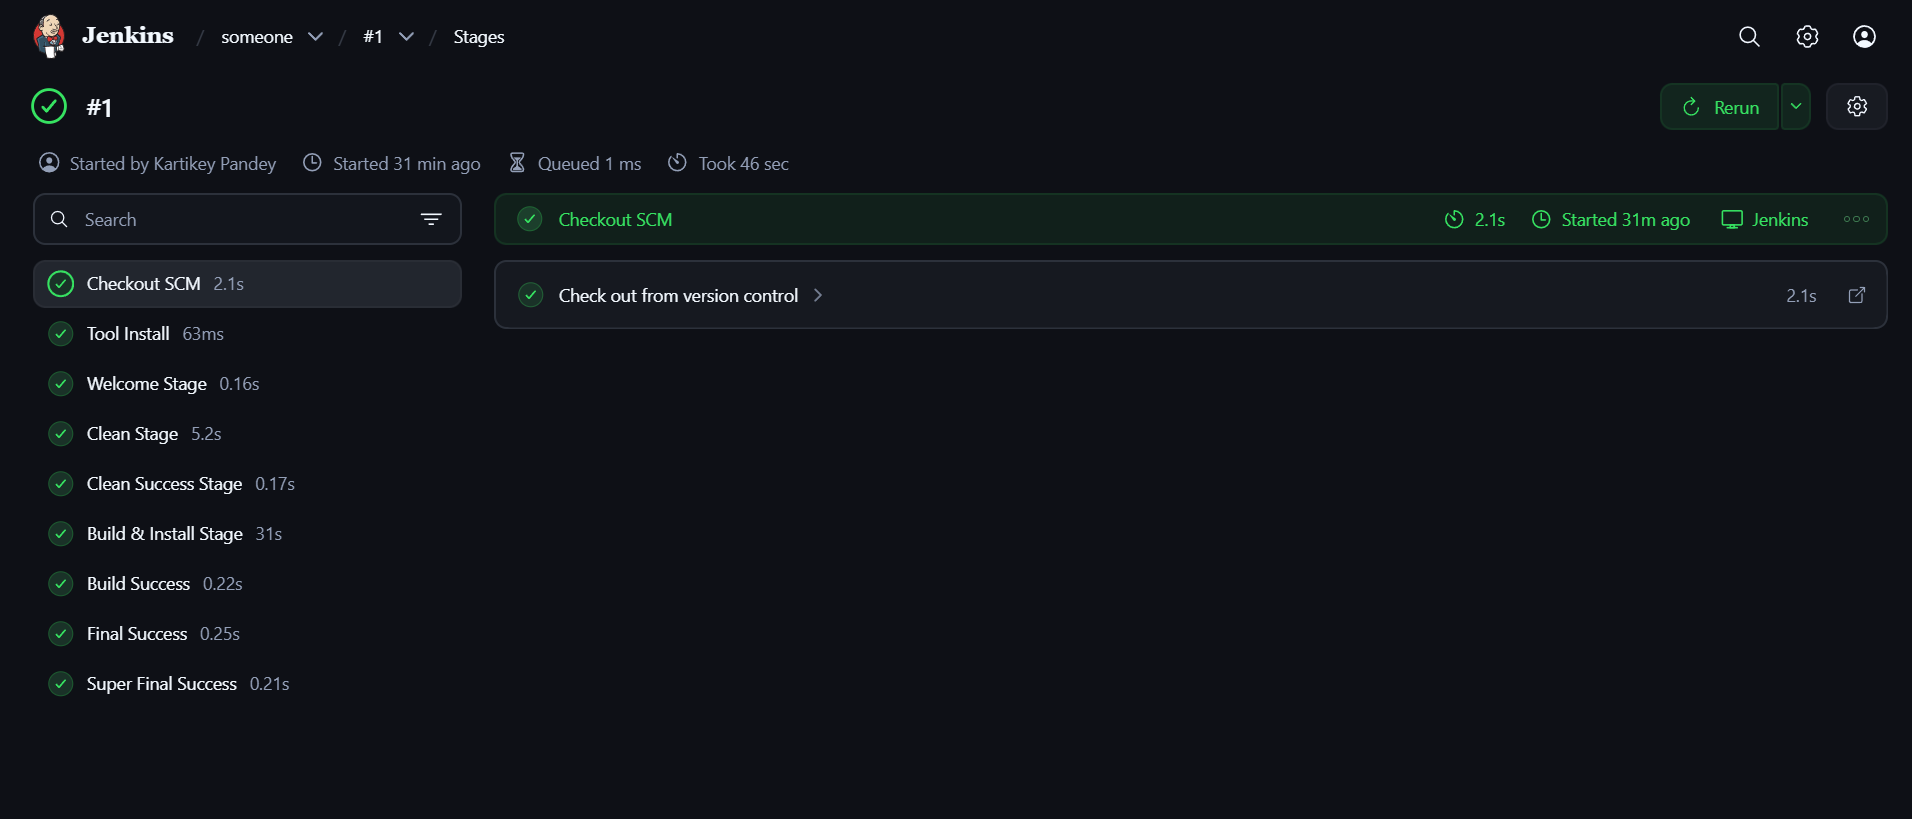 Jenkins / someone / #1 / Stages
#1
Rerun
Started by Kartikey Pandey Started 31 min ago Queued 1 ms Took 46 sec
Search
Checkout SCM 2.1s
Tool Install 63ms
Welcome Stage 0.16s
Clean Stage 5.2s
Clean Success Stage 0.17s
Build & Install Stage 31s
Build Success 0.22s
Final Success 0.25s
Super Final Success 0.21s
Checkout SCM 2.1s Started 31m ago Jenkins
Check out from version control 2.1s